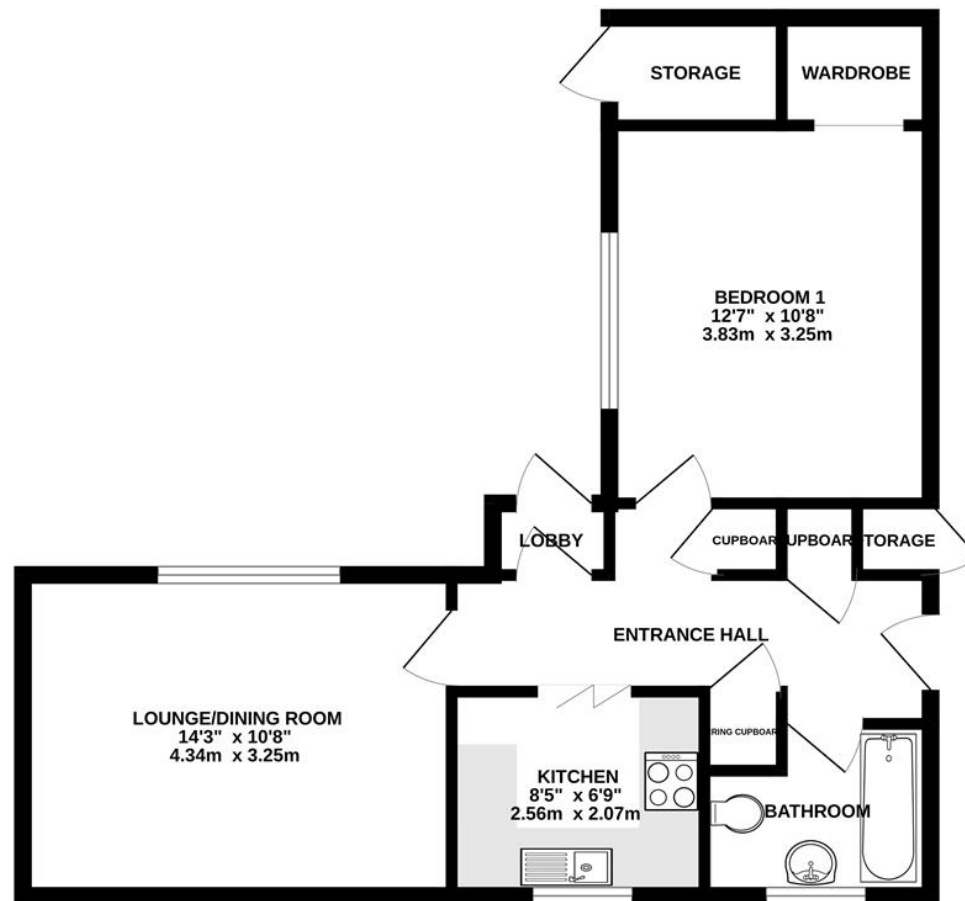 STORAGE
WARDROBE
BEDROOM 1
12'7" x 10'8"
3.83m x 3.25m
LOBBY
CUPBOAR
UPBOAR
TORAGE
ENTRANCE HALL
LOUNGE/DINING ROOM
14'3" x 10'8"
4.34m x 3.25m
RING CUPBOAR
KITCHEN
8'5" x 6'9"
2.56m x 2.07m
BATHROOM